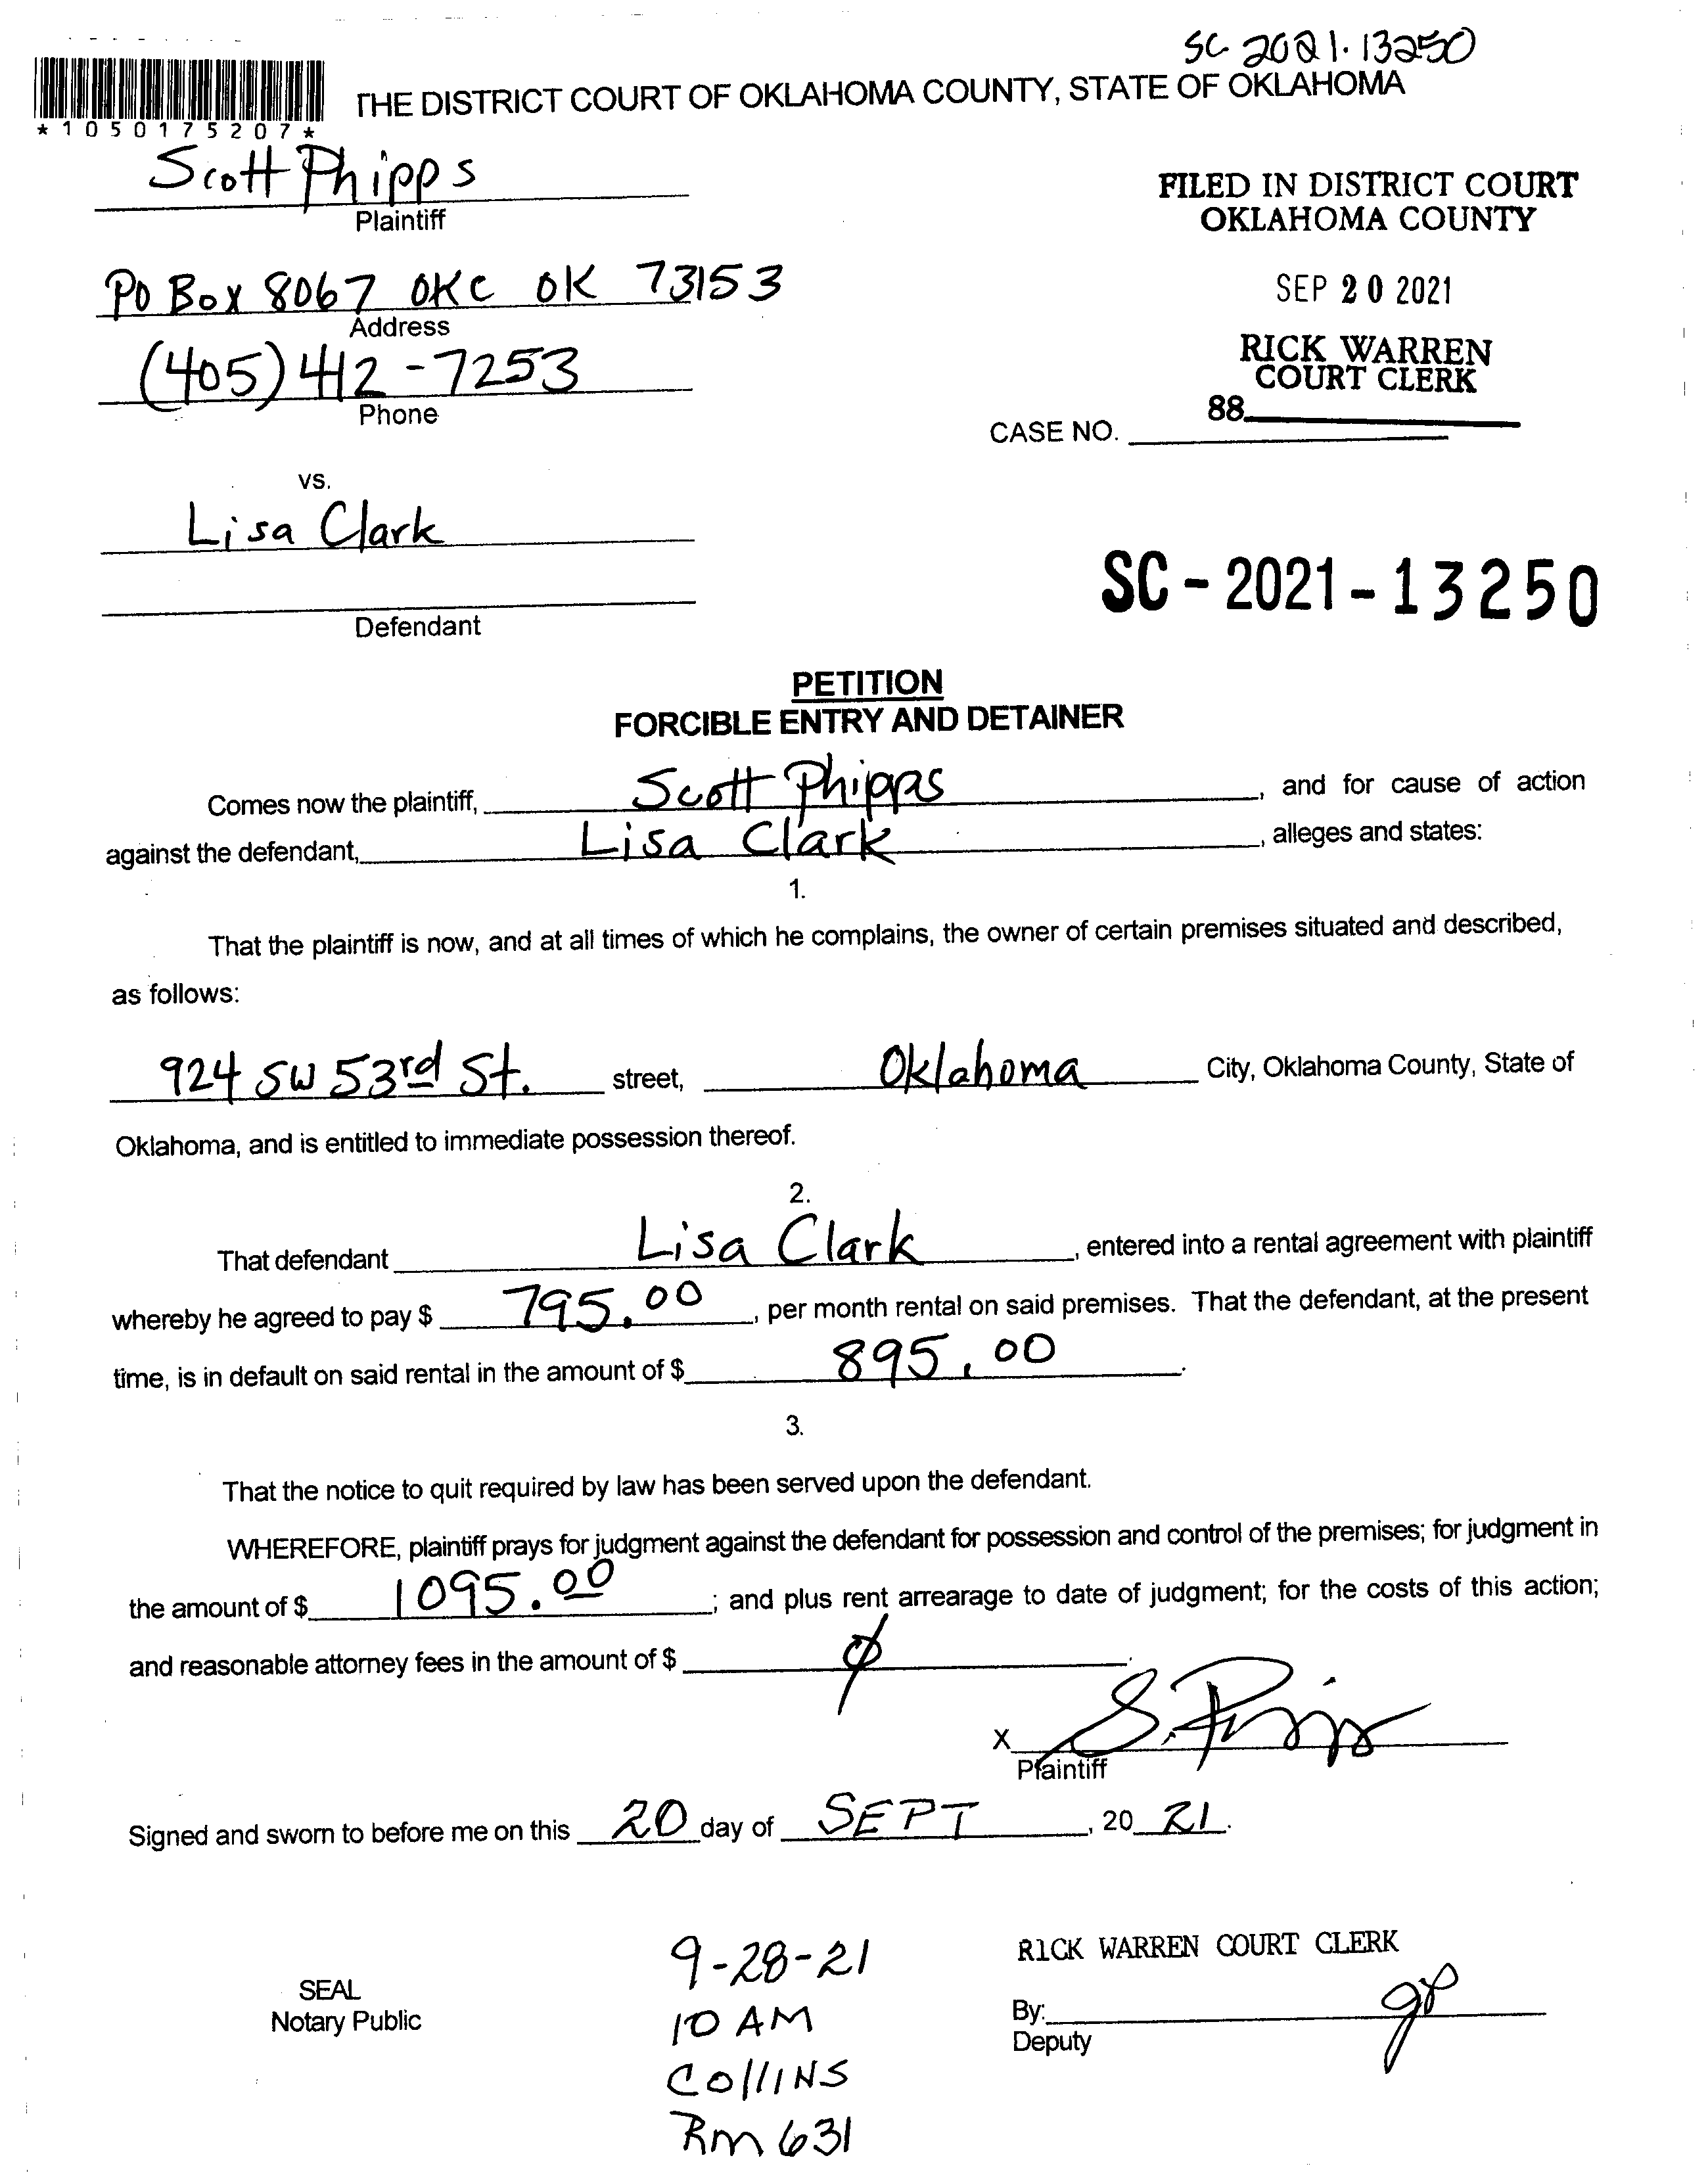 SC 2021-13250
*1050175207*
THE DISTRICT COURT OF OKLAHOMA COUNTY, STATE OF OKLAHOMA
Scott Phipps
Plaintiff
FILED IN DISTRICT COURT
OKLAHOMA COUNTY
PO Box 8067 OKC OK 73153
Address
SEP 20 2021
(405) 412-7253
Phone
RICK WARREN
COURT CLERK
88
CASE NO.
vs.
Lisa Clark
Defendant
SC-2021-13250
PETITION
FORCIBLE ENTRY AND DETAINER
Comes now the plaintiff, Scott Phipps, and for cause of action
against the defendant, Lisa Clark, alleges and states:
1.
That the plaintiff is now, and at all times of which he complains, the owner of certain premises situated and described,
as follows:
924 SW 53rd St. street, Oklahoma City, Oklahoma County, State of
Oklahoma, and is entitled to immediate possession thereof.
2.
That defendant Lisa Clark, entered into a rental agreement with plaintiff
whereby he agreed to pay $ 795.00, per month rental on said premises. That the defendant, at the present
time, is in default on said rental in the amount of $ 895.00.
3.
That the notice to quit required by law has been served upon the defendant.
WHEREFORE, plaintiff prays for judgment against the defendant for possession and control of the premises; for judgment in
the amount of $ 1095.00; and plus rent arrearage to date of judgment; for the costs of this action;
and reasonable attorney fees in the amount of $ ∅.
X S. Phipps
Plaintiff
Signed and sworn to before me on this 20 day of SEPT, 20 21.
SEAL
Notary Public
9-28-21
10 AM
COllINS
Rm 631
RICK WARREN COURT CLERK
By:
Deputy